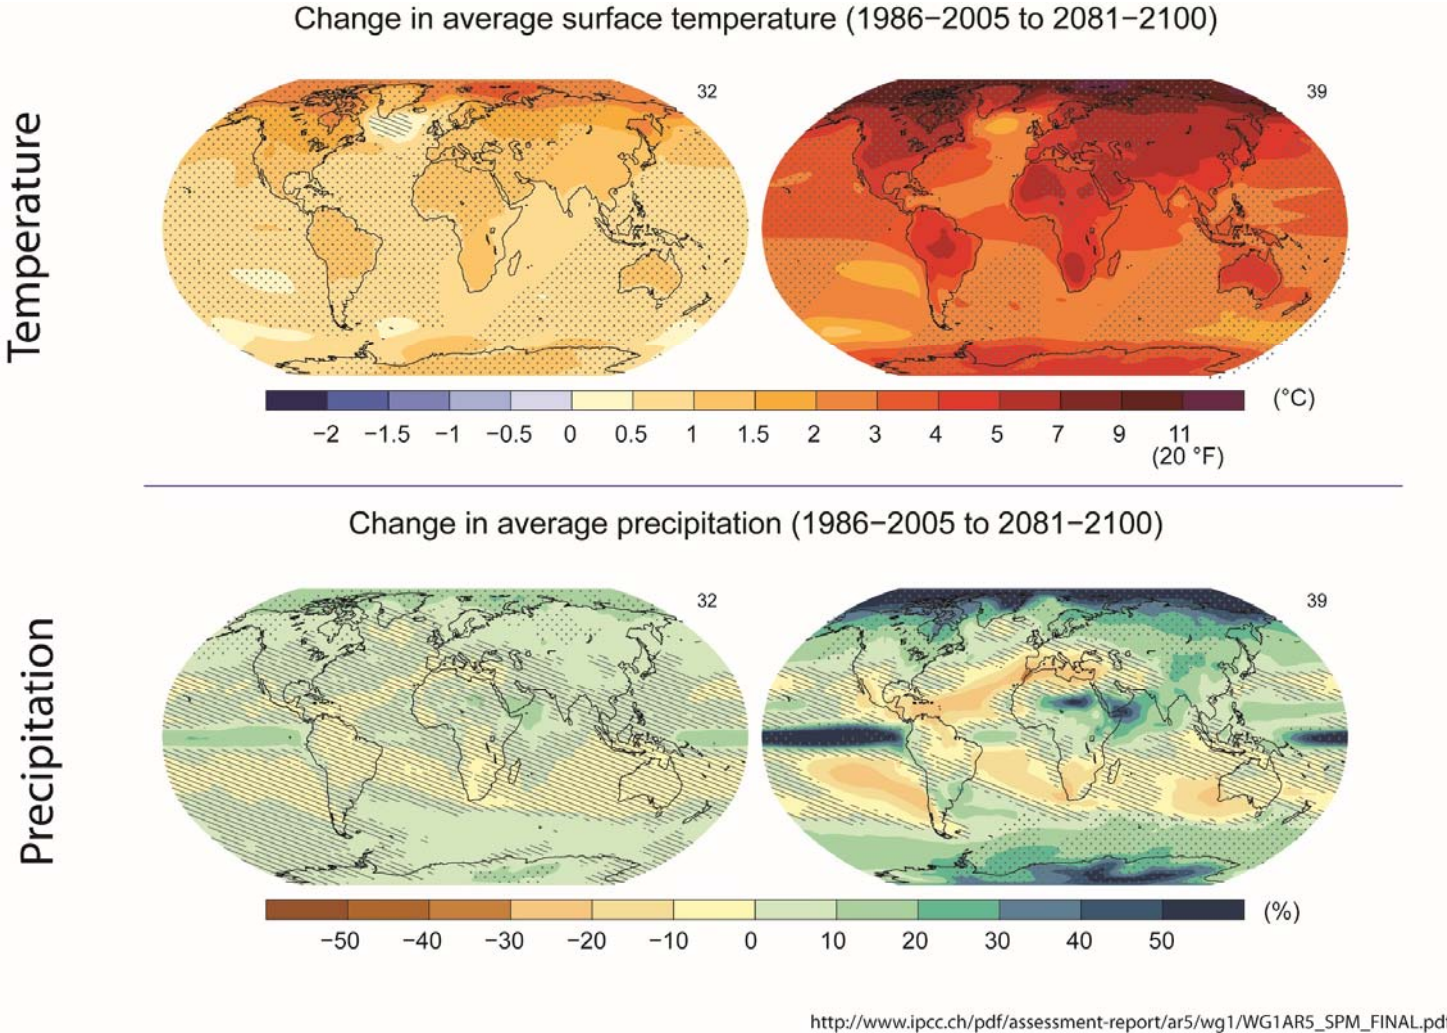 Change in average surface temperature (1986−2005 to 2081−2100)
Temperature
32
39
(°C)
−2 −1.5 −1 −0.5 0 0.5 1 1.5 2 3 4 5 7 9 11
(20 °F)
Change in average precipitation (1986−2005 to 2081−2100)
Precipitation
32
39
(%)
−50 −40 −30 −20 −10 0 10 20 30 40 50
http://www.ipcc.ch/pdf/assessment-report/ar5/wg1/WG1AR5_SPM_FINAL.pdf